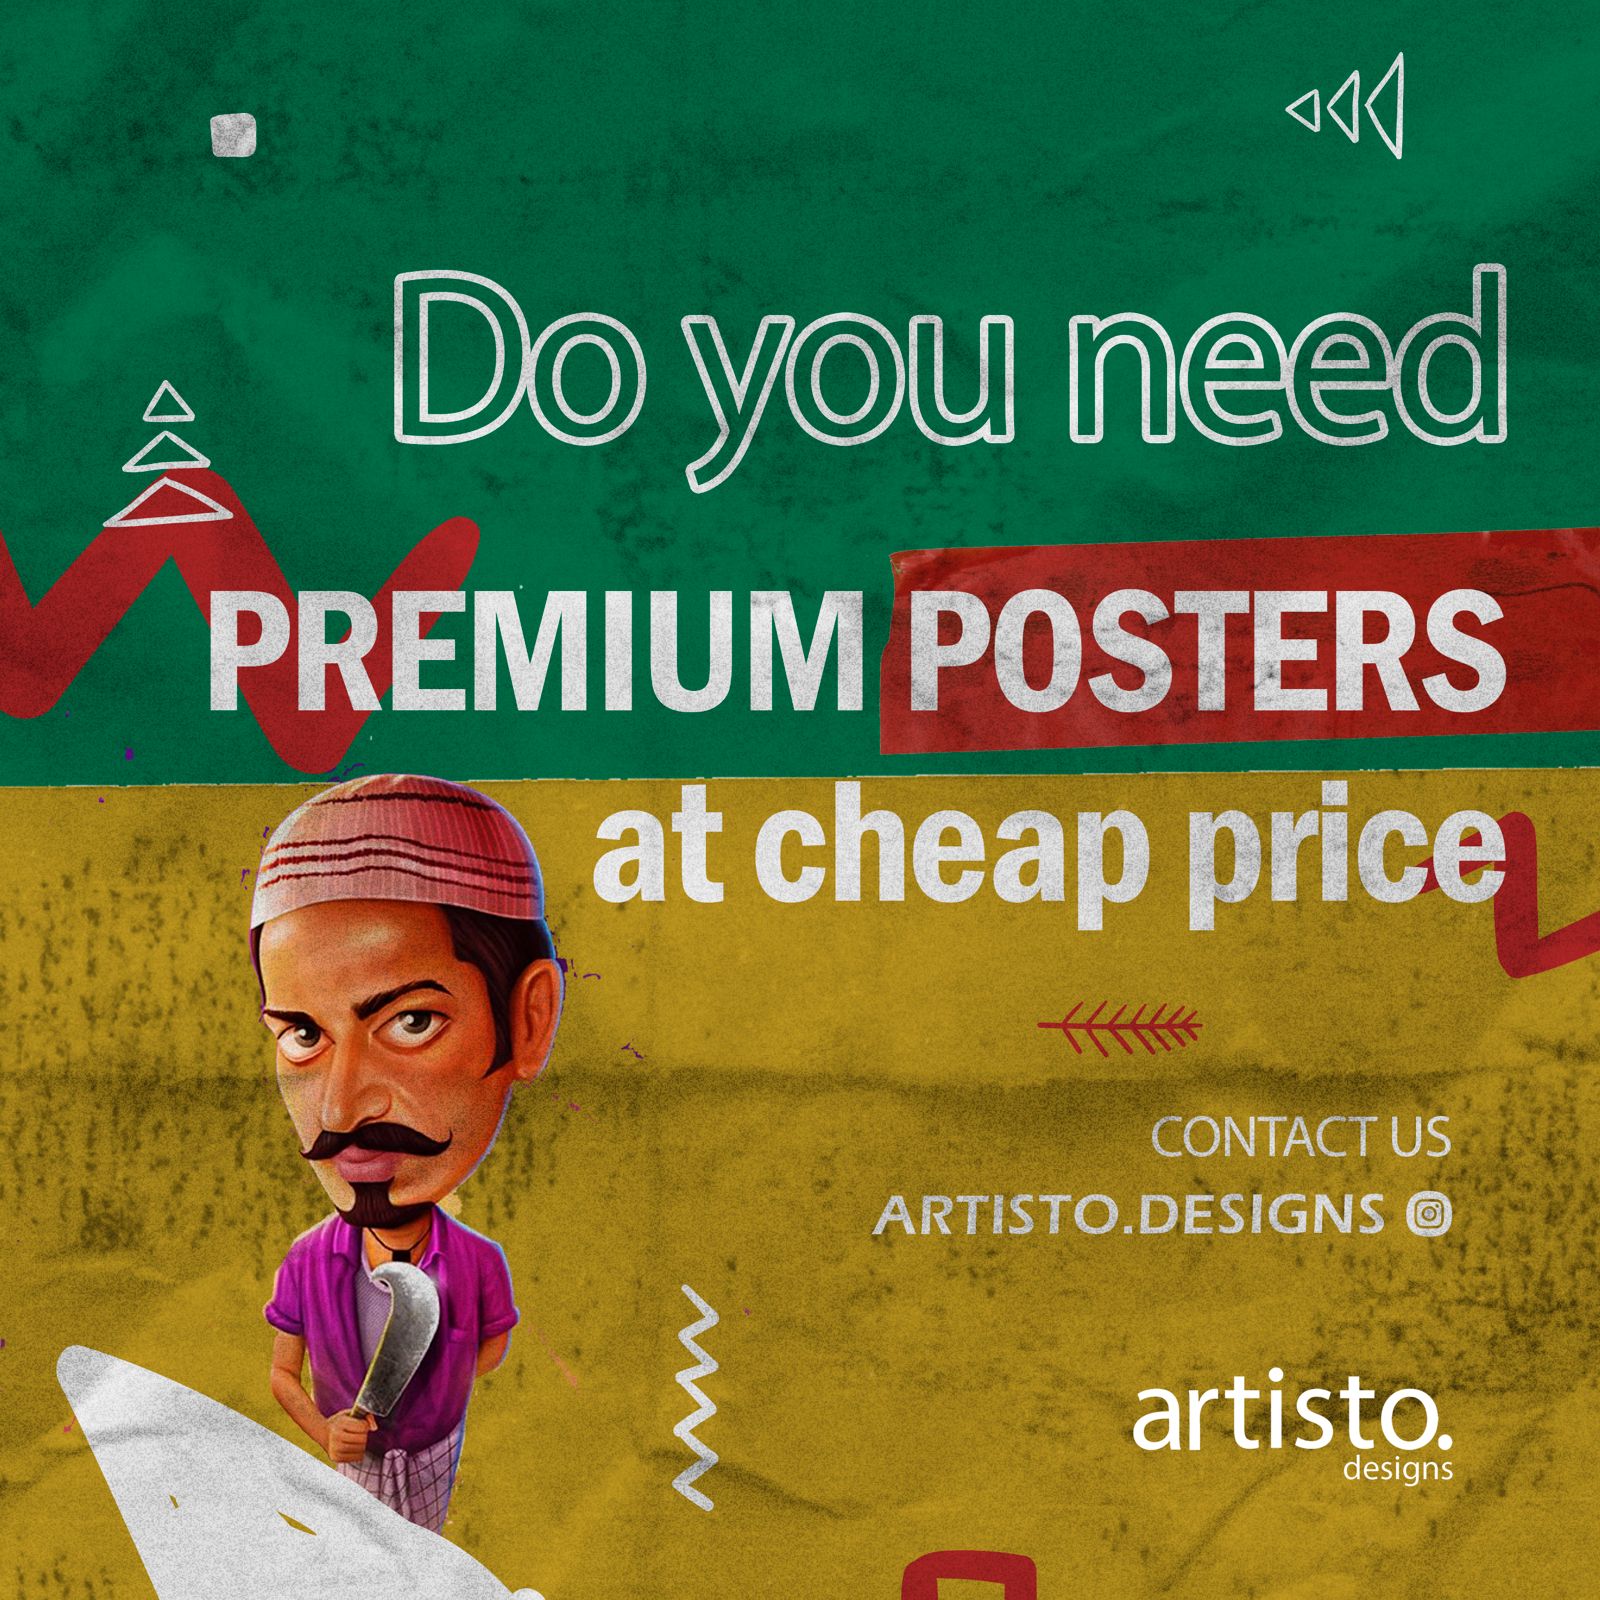 Do you need
PREMIUM POSTERS
at cheap price
CONTACT US
ARTISTO.DESIGNS
artisto.
designs